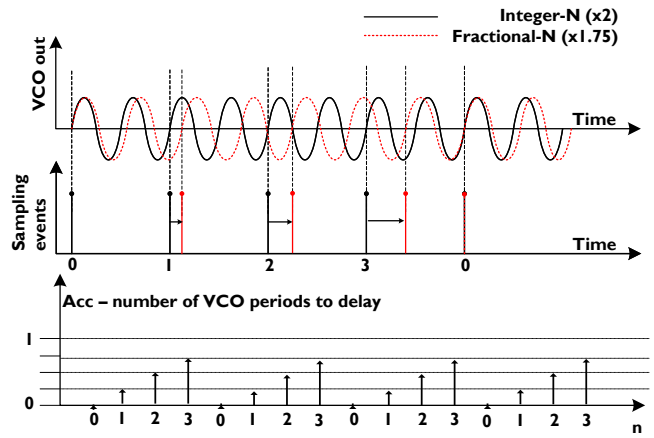 Integer-N (x2)
Fractional-N (x1.75)
VCO out
Time
Sampling
events
Time
0 1 2 3 0
Acc – number of VCO periods to delay
1
0
0 1 2 3 0 1 2 3 0 1 2 3 0 1 2 3
n